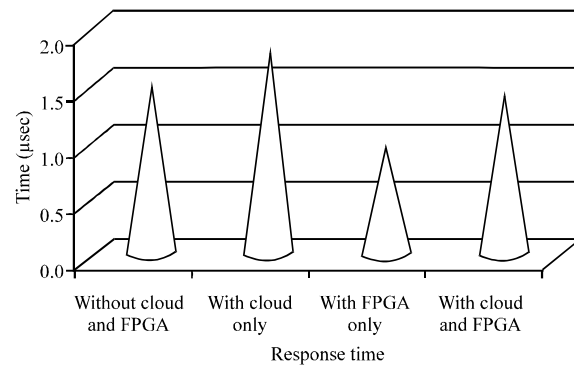 2.0
1.5
1.0
0.5
0.0
Time (µsec)
Without cloud and FPGA
With cloud only
With FPGA only
With cloud and FPGA
Response time